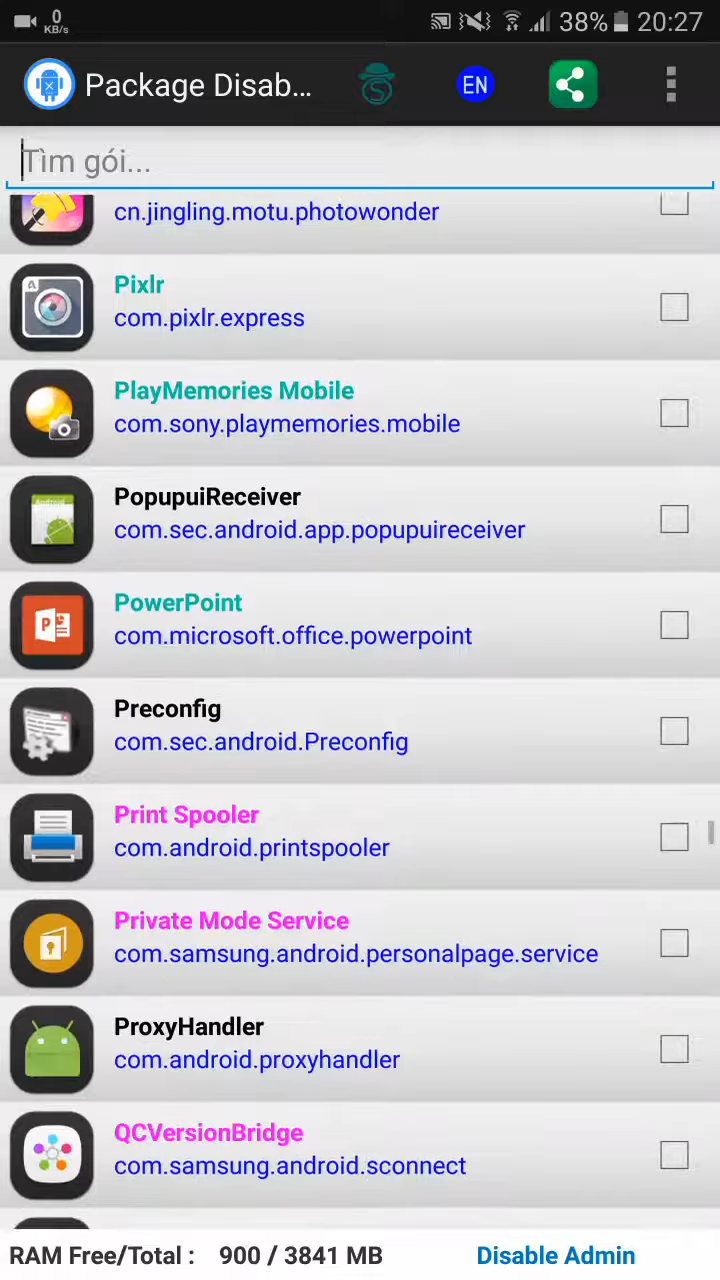 0
KB/s
38%
20:27
Package Disab...
S
EN
Tìm gói...
cn.jingling.motu.photowonder
Pixlr
com.pixlr.express
PlayMemories Mobile
com.sony.playmemories.mobile
PopupuiReceiver
com.sec.android.app.popupuireceiver
PowerPoint
com.microsoft.office.powerpoint
Preconfig
com.sec.android.Preconfig
Print Spooler
com.android.printspooler
Private Mode Service
com.samsung.android.personalpage.service
ProxyHandler
com.android.proxyhandler
QCVersionBridge
com.samsung.android.sconnect
RAM Free/Total : 900 / 3841 MB
Disable Admin